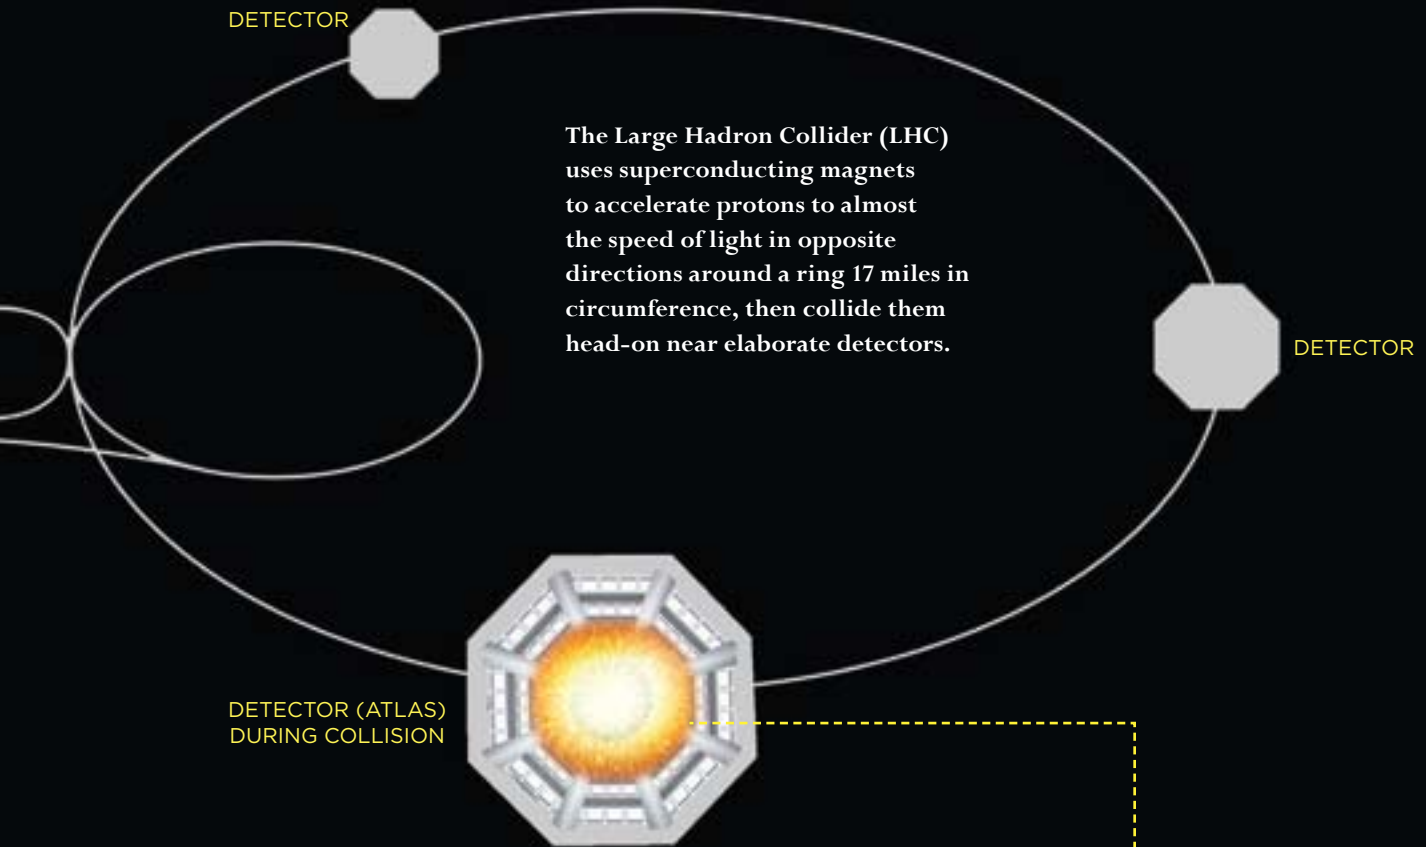 DETECTOR
The Large Hadron Collider (LHC)
uses superconducting magnets
to accelerate protons to almost
the speed of light in opposite
directions around a ring 17 miles in
circumference, then collide them
head-on near elaborate detectors.
DETECTOR
DETECTOR (ATLAS)
DURING COLLISION